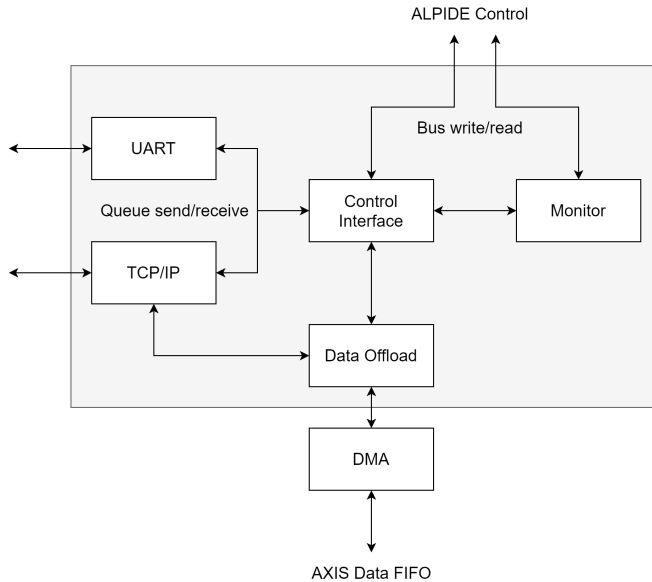 ALPIDE Control
Bus write/read
UART
Queue send/receive
Control
Interface
Monitor
TCP/IP
Data Offload
DMA
AXIS Data FIFO